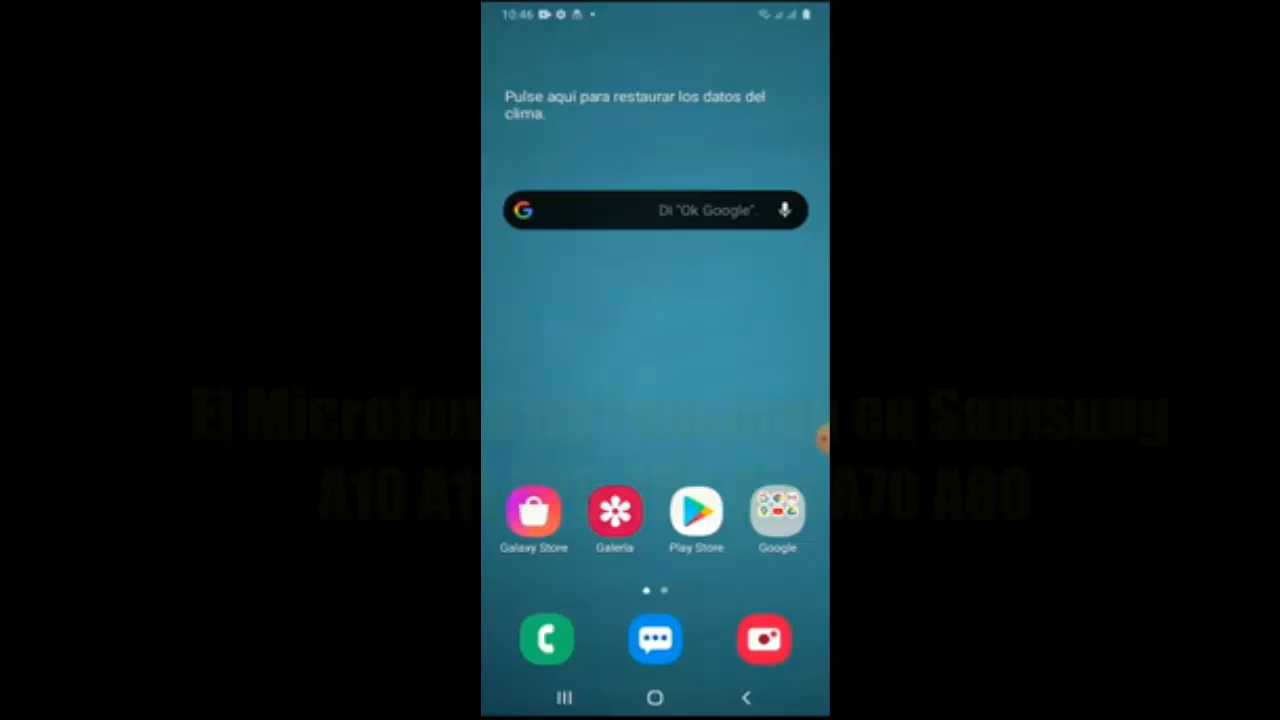 10:46
Pulse aquí para restaurar los datos del
clima.
Di "Ok Google".
El Microfono en Samsung
A10 A70 A80
Galaxy Store
Galería
Play Store
Google